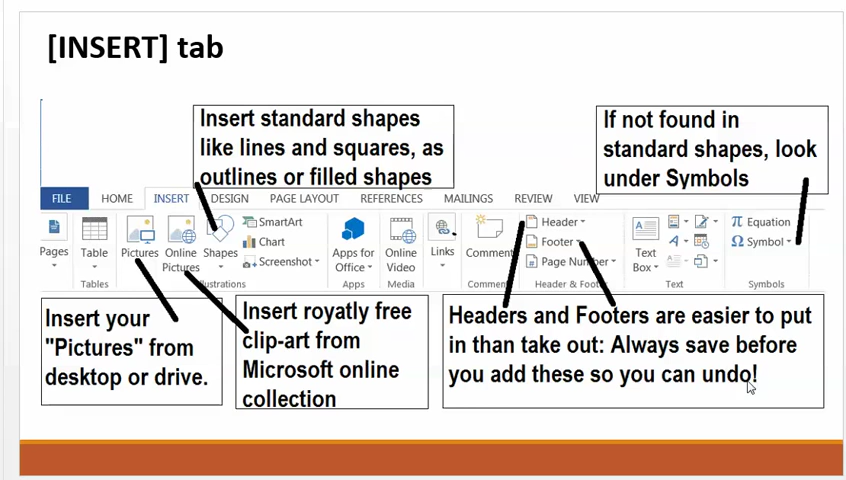 [INSERT] tab
Insert standard shapes
like lines and squares, as
outlines or filled shapes
If not found in
standard shapes, look
under Symbols
FILE HOME INSERT DESIGN PAGE LAYOUT REFERENCES MAILINGS REVIEW VIEW
Pages
Table
Tables
Pictures
Online
Pictures
Shapes
SmartArt
Chart
Screenshot
llustrations
Apps for
Office
Apps
Online
Video
Media
Links
Comment
Comment
Header
Footer
Page Number
Header & Footer
Text
Box
Text
Equation
Symbol
Symbols
Insert your
"Pictures" from
desktop or drive.
Insert royatly free
clip-art from
Microsoft online
collection
Headers and Footers are easier to put
in than take out: Always save before
you add these so you can undo!